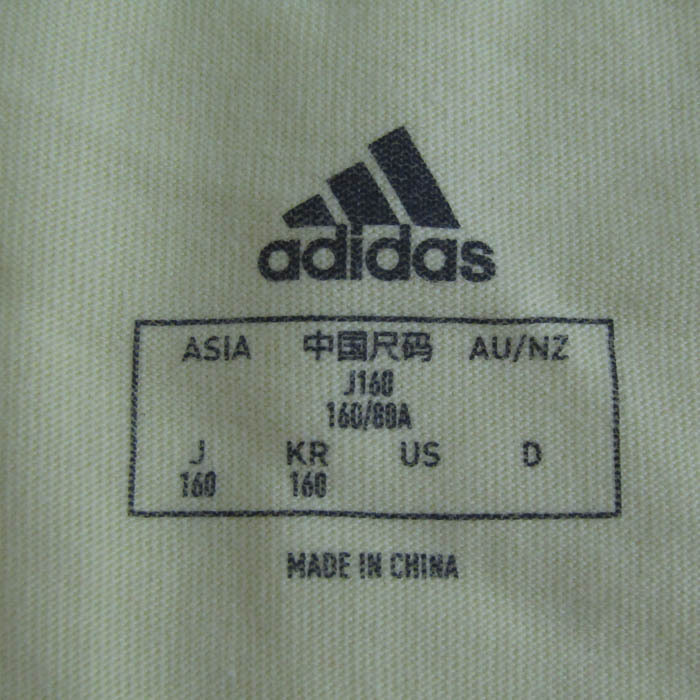 adidas
ASIA 中国尺码 AU/NZ
J160
160/80A
J KR US D
160 160
MADE IN CHINA